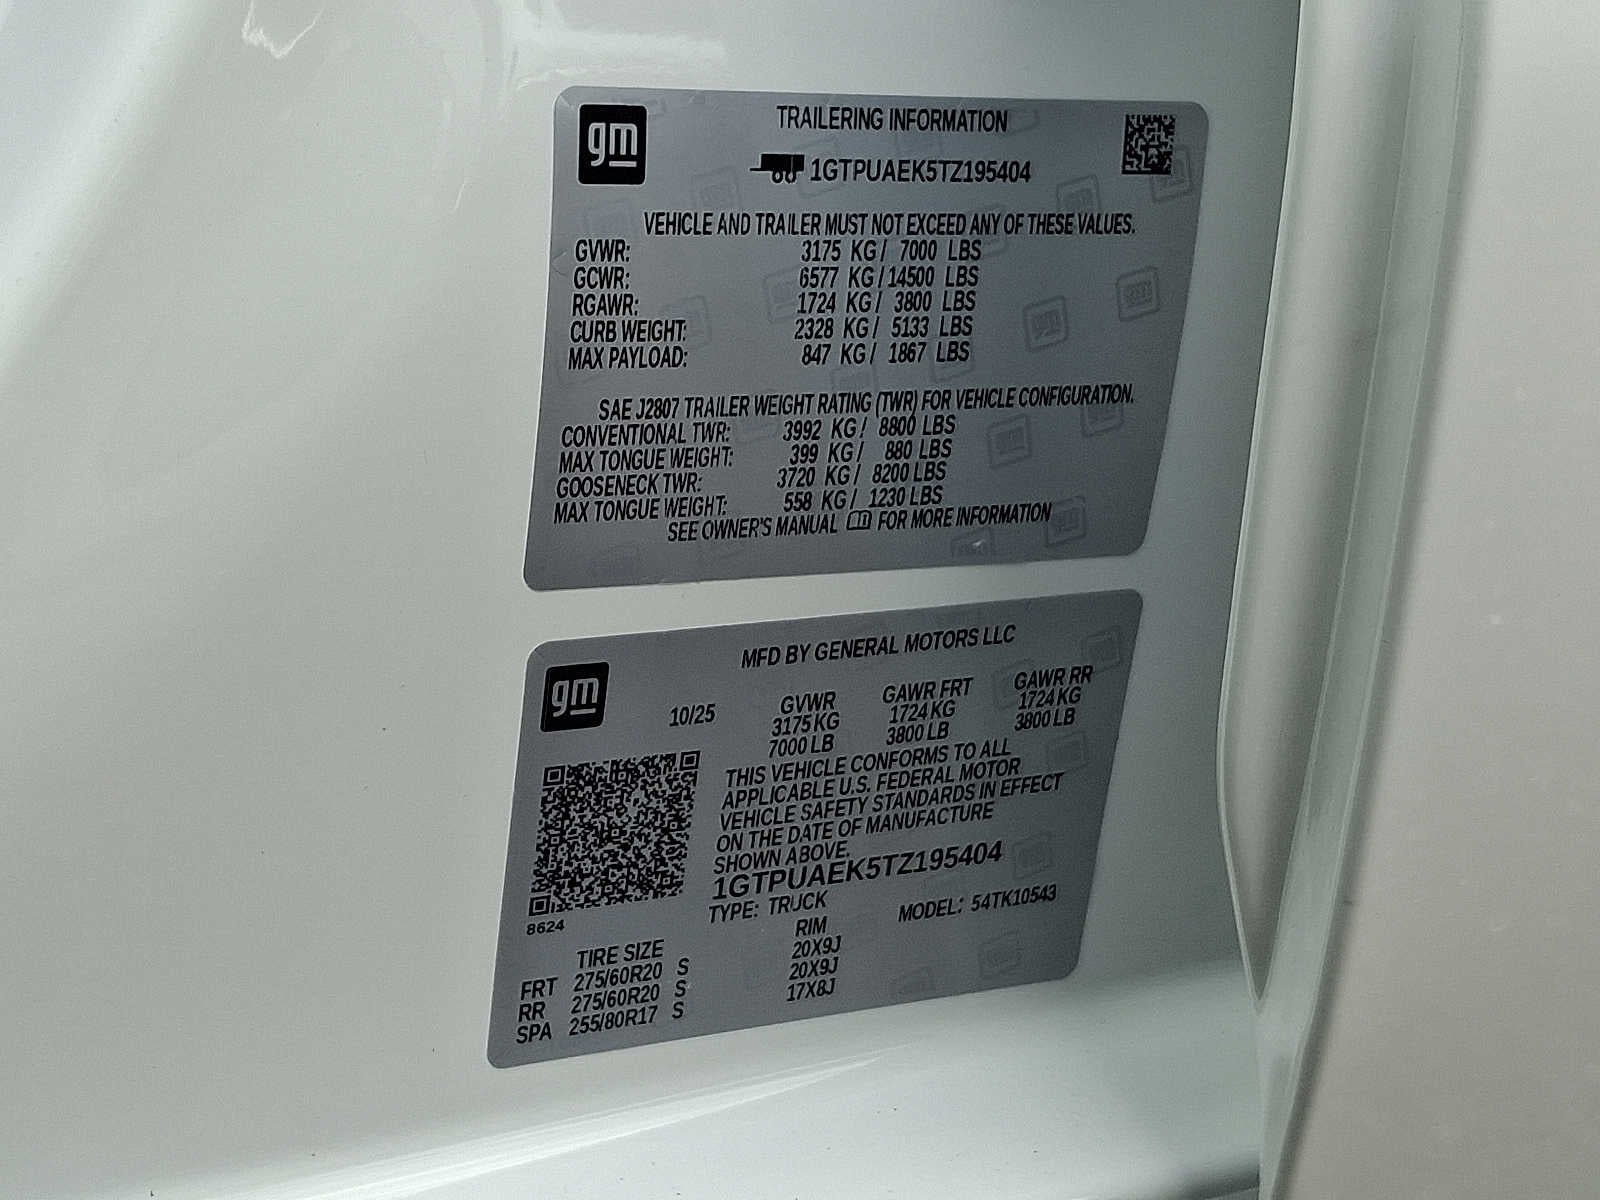 gm
TRAILERING INFORMATION
1GTPUAEK5TZ195404
VEHICLE AND TRAILER MUST NOT EXCEED ANY OF THESE VALUES.
GVWR: 3175 KG / 7000 LBS
GCWR: 6577 KG / 14500 LBS
RGAWR: 1724 KG / 3800 LBS
CURB WEIGHT: 2328 KG / 5133 LBS
MAX PAYLOAD: 847 KG / 1867 LBS
SAE J2807 TRAILER WEIGHT RATING (TWR) FOR VEHICLE CONFIGURATION.
CONVENTIONAL TWR: 3992 KG / 8800 LBS
MAX TONGUE WEIGHT: 399 KG / 880 LBS
GOOSENECK TWR: 3720 KG / 8200 LBS
MAX TONGUE WEIGHT: 558 KG / 1230 LBS
SEE OWNER'S MANUAL FOR MORE INFORMATION
gm
MFD BY GENERAL MOTORS LLC
10/25 GVWR GAWR FRT GAWR RR
3175 KG 1724 KG 1724 KG
7000 LB 3800 LB 3800 LB
THIS VEHICLE CONFORMS TO ALL
APPLICABLE U.S. FEDERAL MOTOR
VEHICLE SAFETY STANDARDS IN EFFECT
ON THE DATE OF MANUFACTURE
SHOWN ABOVE.
1GTPUAEK5TZ195404
TYPE: TRUCK MODEL: 54TK10543
8624
TIRE SIZE RIM
FRT 275/60R20 S 20X9J
RR 275/60R20 S 20X9J
SPA 255/80R17 S 17X8J